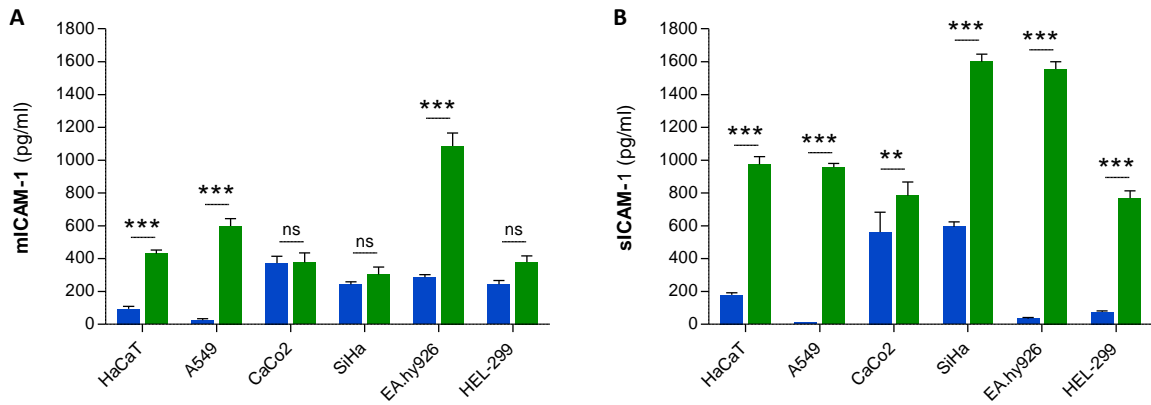 A
mICAM-1 (pg/ml)
1800
1600
1400
1200
1000
800
600
400
200
0
***
***
ns
ns
***
ns
HaCaT
A549
CaCo2
SiHa
EA.hy926
HEL-299
B
sICAM-1 (pg/ml)
1800
1600
1400
1200
1000
800
600
400
200
0
***
***
**
***
***
***
HaCaT
A549
CaCo2
SiHa
EA.hy926
HEL-299